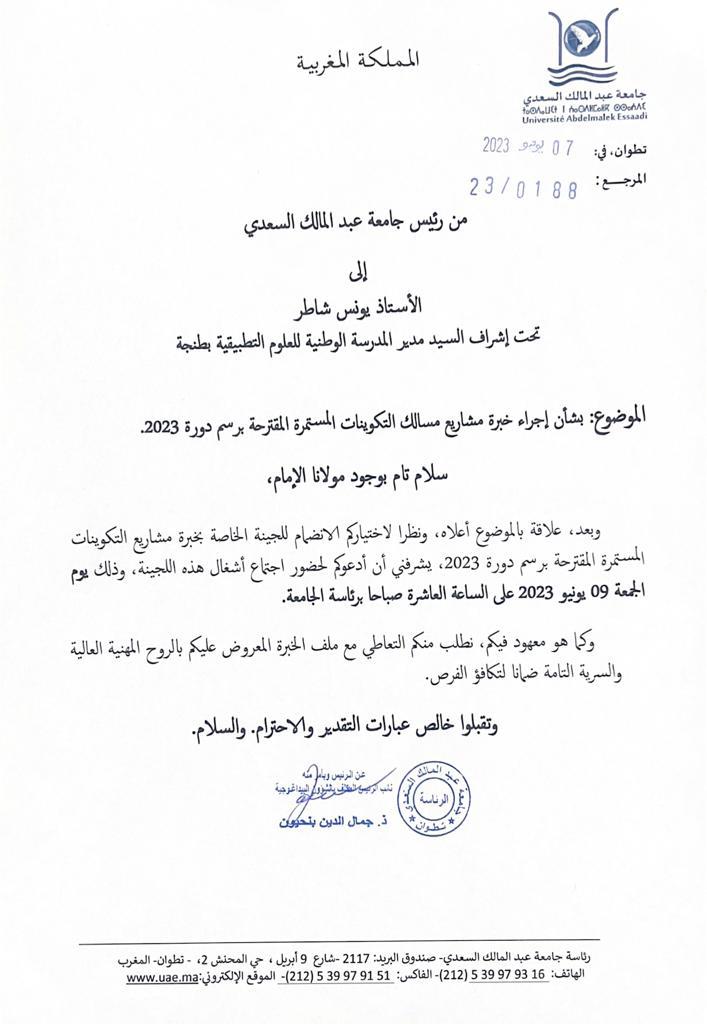 المملكة المغربية
جامعة عبد المالك السعدي
Université Abdelmalek Essaadi
تطوان، في: 07 يونيو 2023
المرجع: 23/0188
من رئيس جامعة عبد المالك السعدي
إلى
الأستاذ يونس شاطر
تحت إشراف السيد مدير المدرسة الوطنية للعلوم التطبيقية بطنجة
الموضوع: بشأن إجراء خبرة مشاريع مسالك التكوينات المستمرة المقترحة برسم دورة 2023.
سلام تام بوجود مولانا الإمام،
وبعد، علاقة بالموضوع أعلاه، ونظرا لاختياركم الانضمام للجينة الخاصة بخبرة مشاريع التكوينات
المستمرة المقترحة برسم دورة 2023، يشرفني أن أدعوكم لحضور اجتماع أشغال هذه اللجينة، وذلك يوم
الجمعة 09 يونيو 2023 على الساعة العاشرة صباحا برئاسة الجامعة.
وكما هو معهود فيكم، نطلب منكم التعاطي مع ملف الخبرة المعروض عليكم بالروح المهنية العالية
والسرية التامة ضمانا لتكافؤ الفرص.
وتقبلوا خالص عبارات التقدير والاحترام. والسلام.
عن الرئيس وبأمر منه
نائب الرئيس المكلف بالشؤون البيداغوجية
ذ. جمال الدين بنحيون
جامعة عبد المالك السعدي
الرئاسة
تطوان
رئاسة جامعة عبد المالك السعدي- صندوق البريد: 2117 -شارع 9 أبريل ، حي المحنش 2، - تطوان- المغرب
الهاتف: 16 93 97 39 5 (212)- الفاكس: 51 91 97 39 5 (212)- الموقع الإلكتروني:www.uae.ma